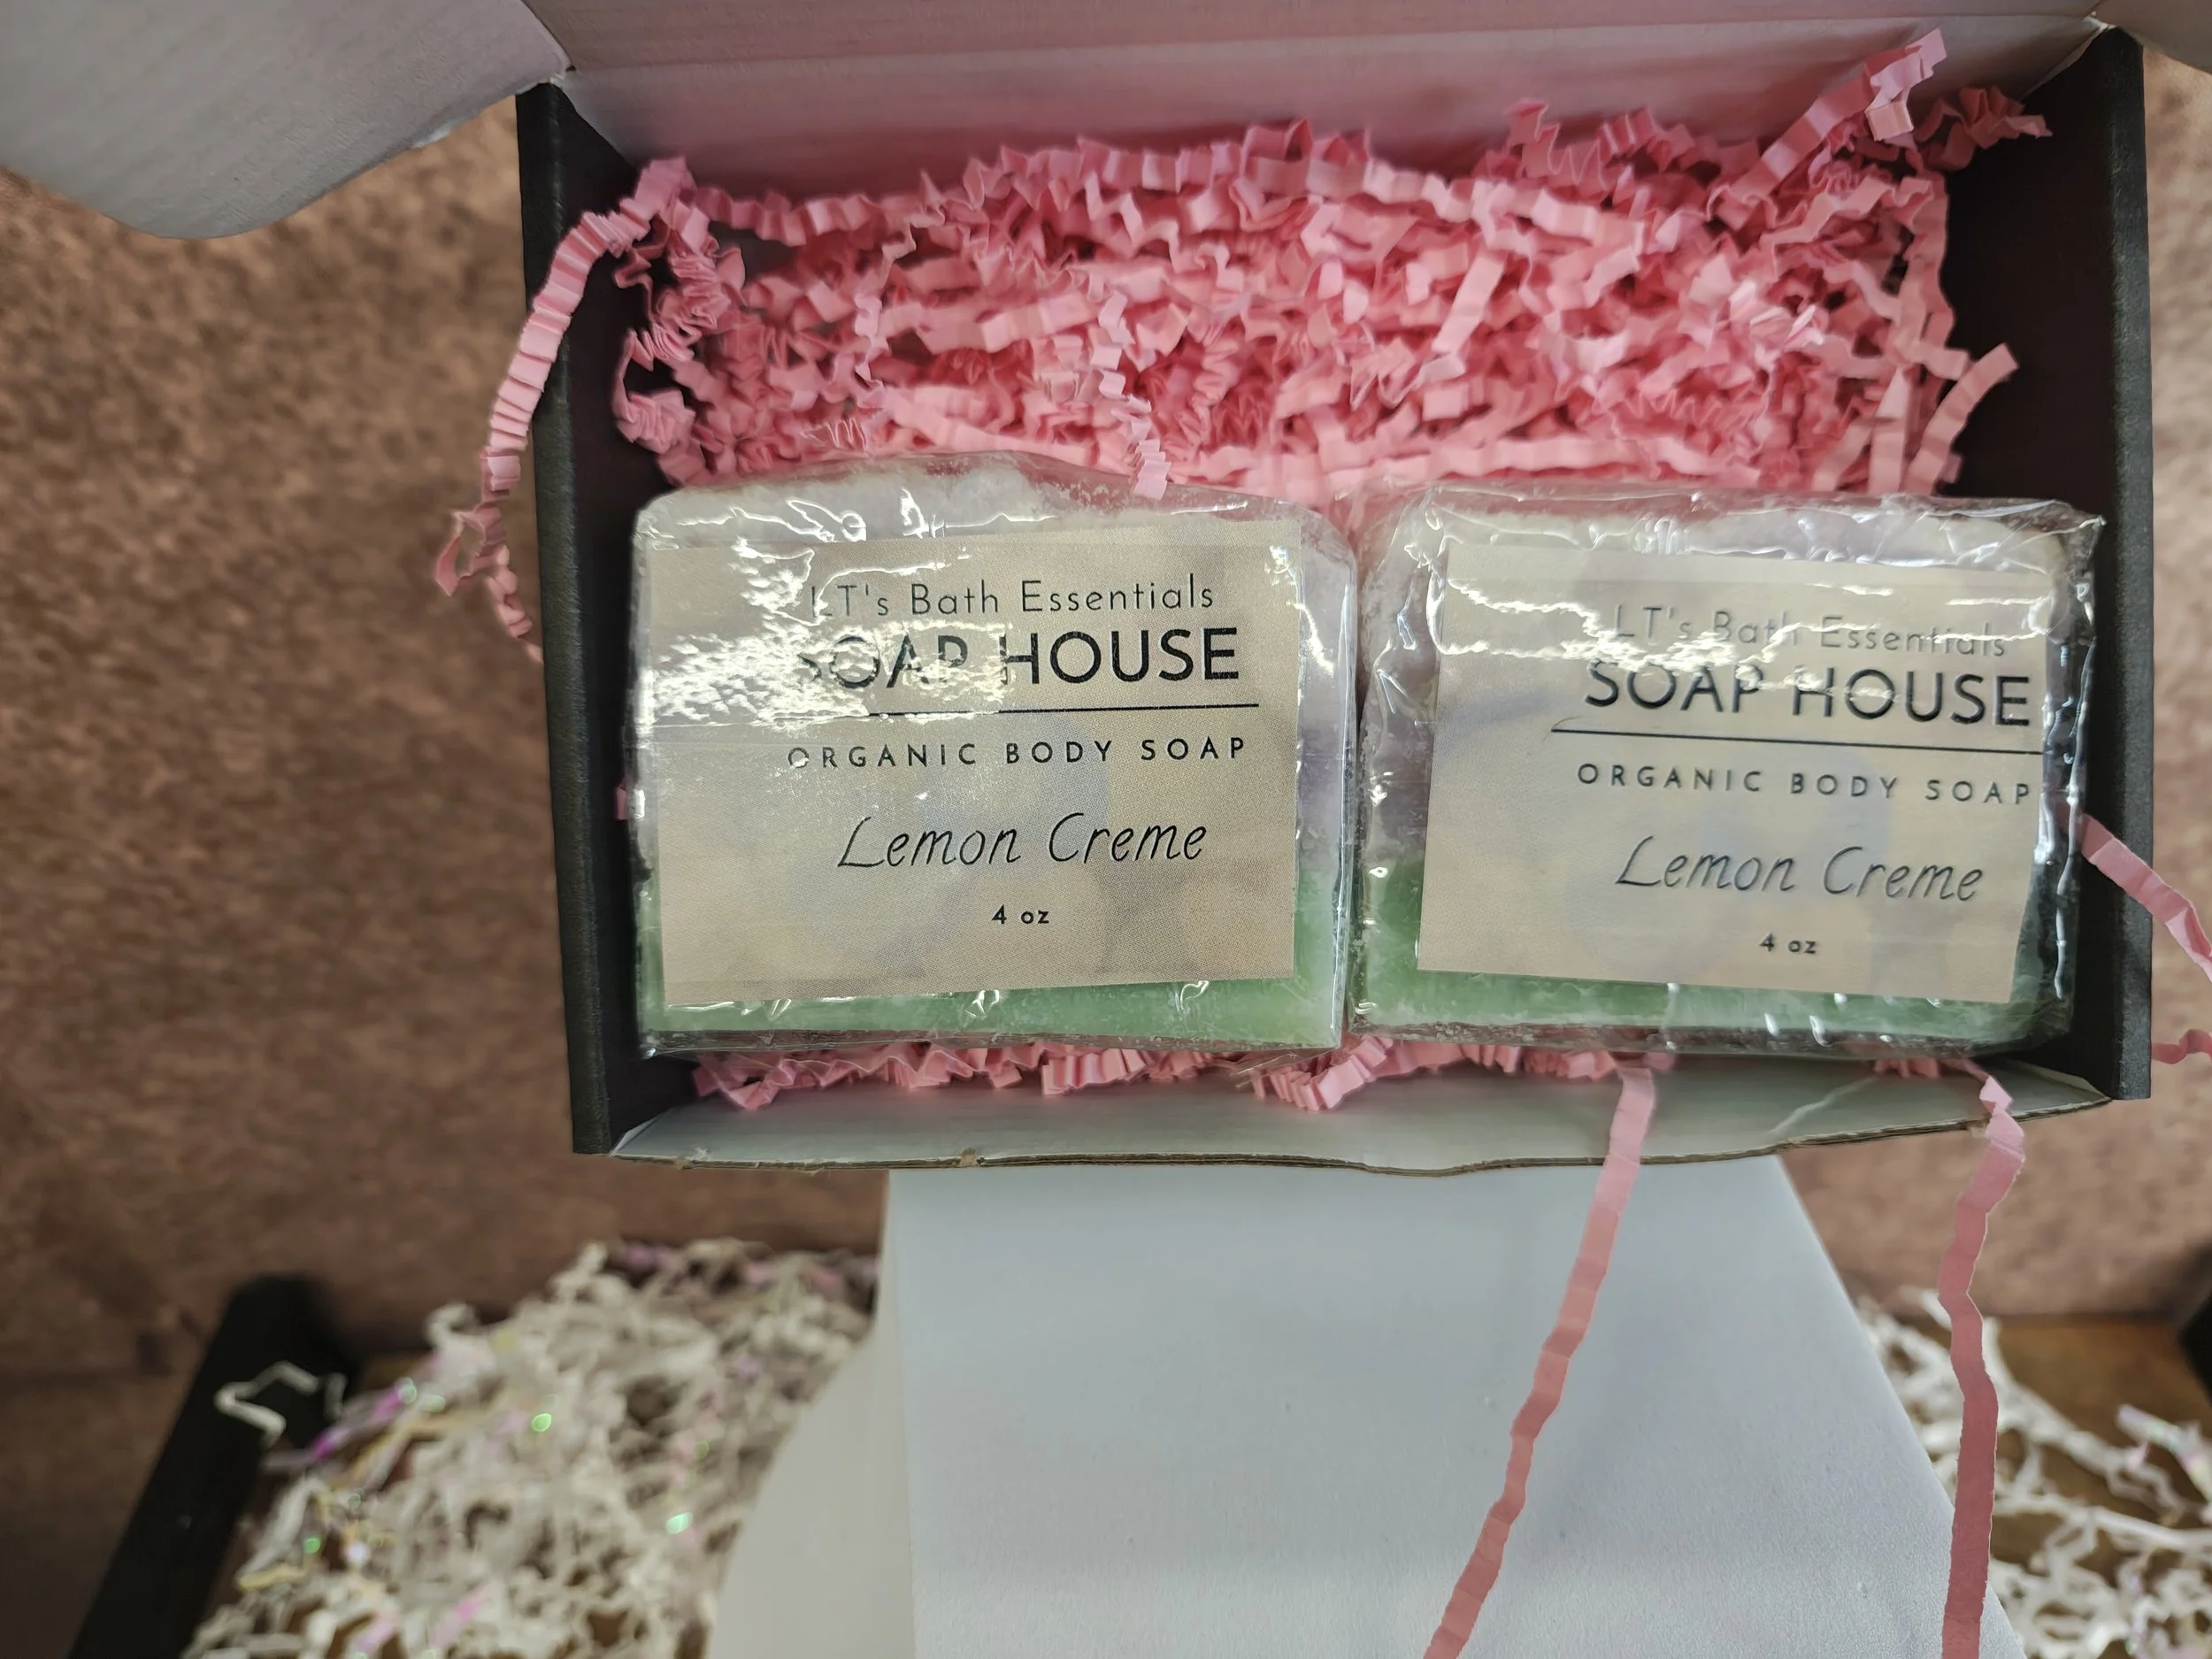 LT's Bath Essentials
SOAP HOUSE
ORGANIC BODY SOAP
Lemon Creme
4 oz
LT's Bath Essentials
SOAP HOUSE
ORGANIC BODY SOAP
Lemon Creme
4 oz